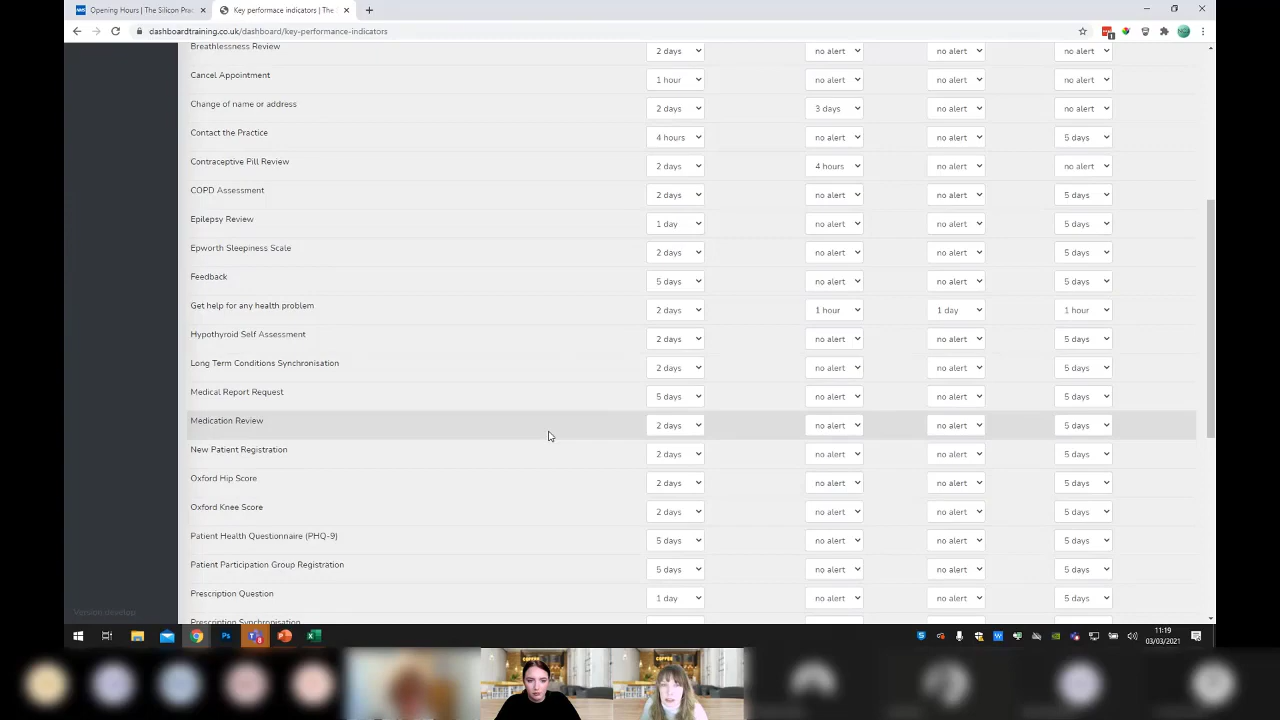 Opening Hours | The Silicon Prac
Key performace indicators | The
dashboardtraining.co.uk/dashboard/key-performance-indicators
Breathlessness Review 2 days no alert no alert no alert
Cancel Appointment 1 hour no alert no alert no alert
Change of name or address 2 days 3 days no alert no alert
Contact the Practice 4 hours no alert no alert 5 days
Contraceptive Pill Review 2 days 4 hours no alert no alert
COPD Assessment 2 days no alert no alert 5 days
Epilepsy Review 1 day no alert no alert 5 days
Epworth Sleepiness Scale 2 days no alert no alert 5 days
Feedback 5 days no alert no alert 5 days
Get help for any health problem 2 days 1 hour 1 day 1 hour
Hypothyroid Self Assessment 2 days no alert no alert 5 days
Long Term Conditions Synchronisation 2 days no alert no alert 5 days
Medical Report Request 5 days no alert no alert 5 days
Medication Review 2 days no alert no alert 5 days
New Patient Registration 2 days no alert no alert 5 days
Oxford Hip Score 2 days no alert no alert 5 days
Oxford Knee Score 2 days no alert no alert 5 days
Patient Health Questionnaire (PHQ-9) 5 days no alert no alert 5 days
Patient Participation Group Registration 5 days no alert no alert 5 days
Prescription Question 1 day no alert no alert 5 days
Version develop
Prescription Synchronisation
11:19
03/03/2021
COFFEE
COFFEE